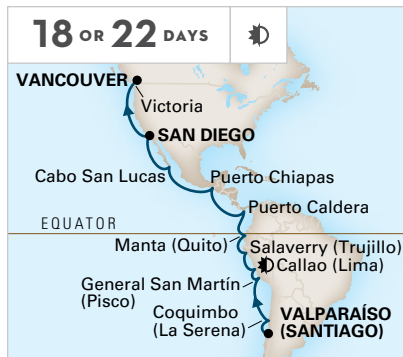 18 OR 22 DAYS
VANCOUVER
Victoria
SAN DIEGO
Cabo San Lucas
Puerto Chiapas
Puerto Caldera
EQUATOR
Manta (Quito)
Salaverry (Trujillo)
Callao (Lima)
General San Martín
(Pisco)
Coquimbo
(La Serena)
VALPARAÍSO
(SANTIAGO)